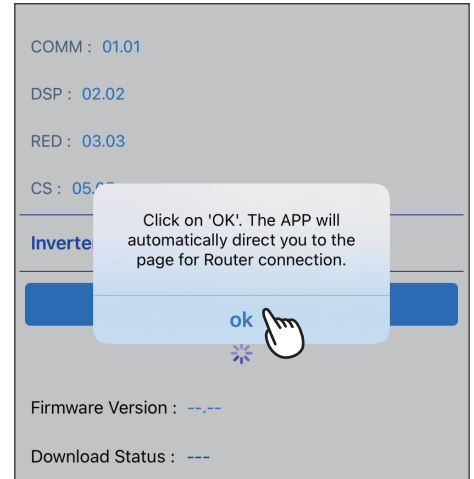 COMM : 01.01
DSP : 02.02
RED : 03.03
CS : 05.
Click on 'OK'. The APP will
automatically direct you to the
page for Router connection.
Inverte
ok
Firmware Version : --.--
Download Status : ---